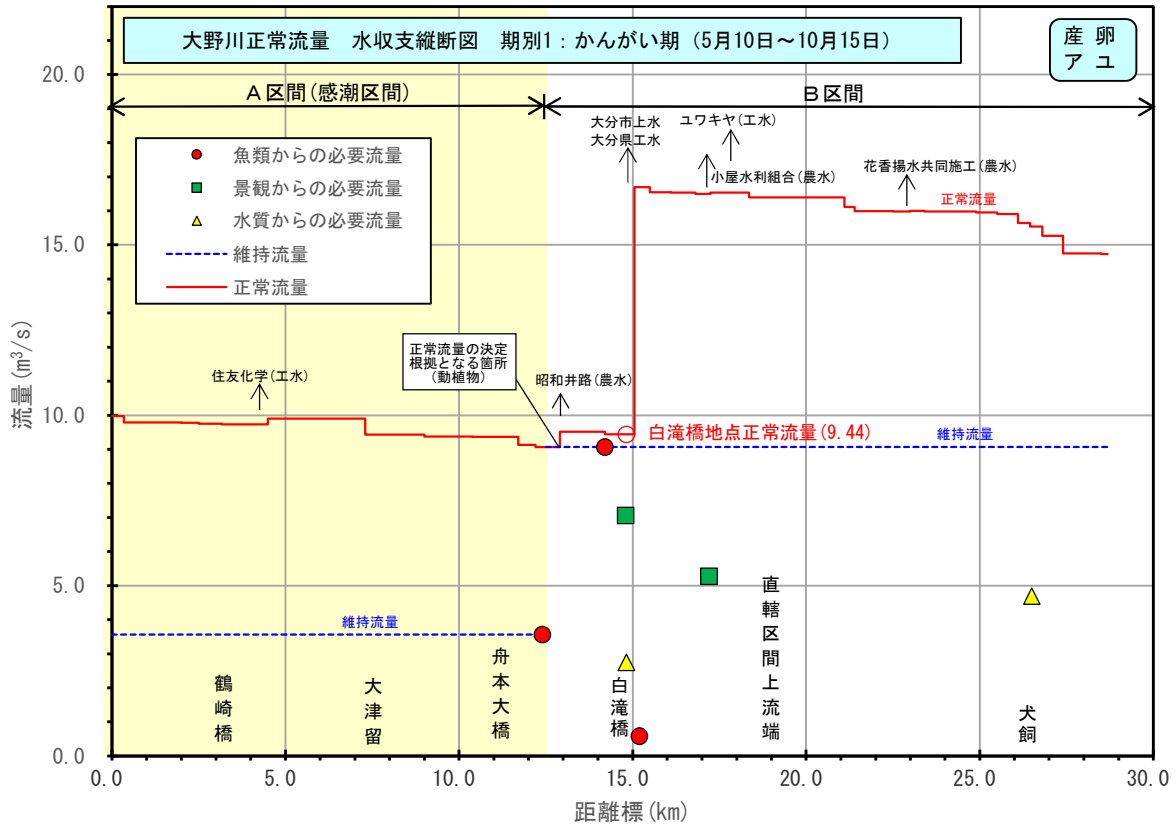 大野川正常流量 水収支縦断図 期別1：かんがい期（5月10日～10月15日）
産卵
アユ
A区間(感潮区間)
B区間
魚類からの必要流量
景観からの必要流量
水質からの必要流量
維持流量
正常流量
大分市上水
大分県工水
ユワキヤ(工水)
小屋水利組合(農水)
花香揚水共同施工(農水)
正常流量
正常流量の決定
根拠となる箇所
(動植物)
住友化学(工水)
昭和井路(農水)
白滝橋地点正常流量(9.44)
維持流量
維持流量
鶴崎橋
大津留
舟本大橋
白滝橋
直轄区間上流端
犬飼
流量(m³/s)
20.0
15.0
10.0
5.0
0.0
0.0 5.0 10.0 15.0 20.0 25.0 30.0
距離標(km)